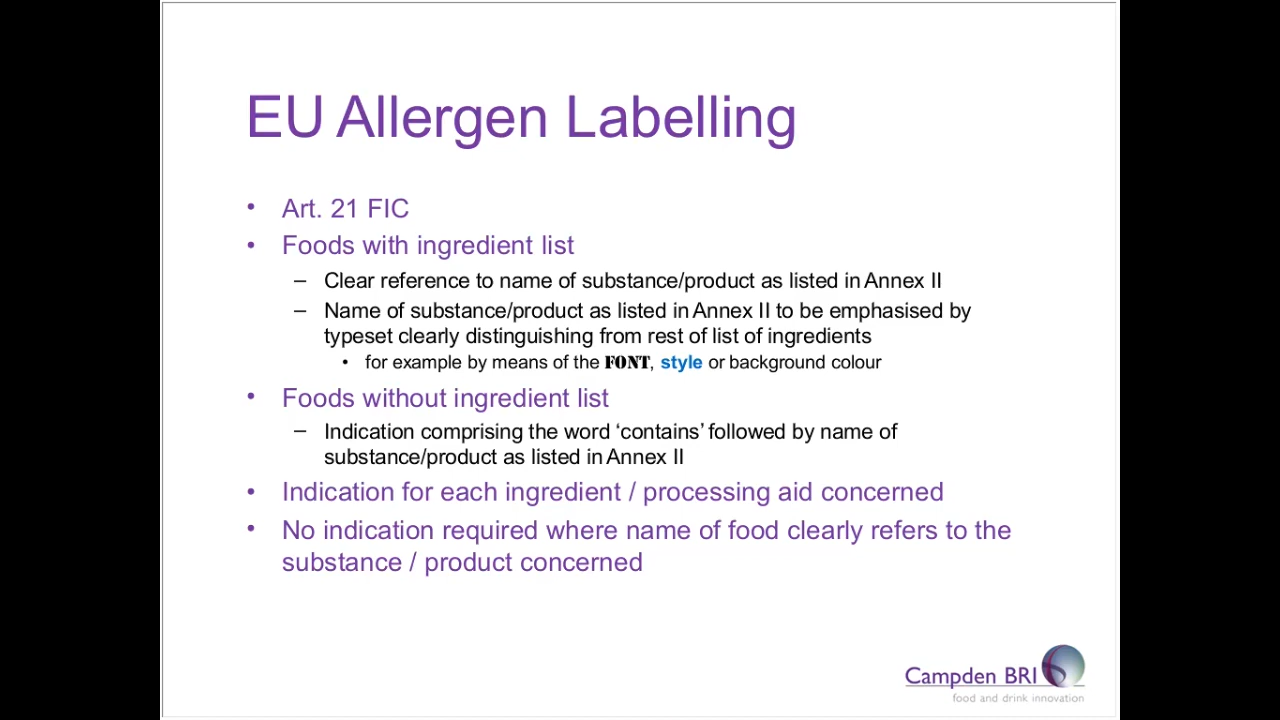 EU Allergen Labelling
• Art. 21 FIC
• Foods with ingredient list
– Clear reference to name of substance/product as listed in Annex II
– Name of substance/product as listed in Annex II to be emphasised by
typeset clearly distinguishing from rest of list of ingredients
• for example by means of the FONT, style or background colour
• Foods without ingredient list
– Indication comprising the word ‘contains’ followed by name of
substance/product as listed in Annex II
• Indication for each ingredient / processing aid concerned
• No indication required where name of food clearly refers to the
substance / product concerned
Campden BRI
food and drink innovation